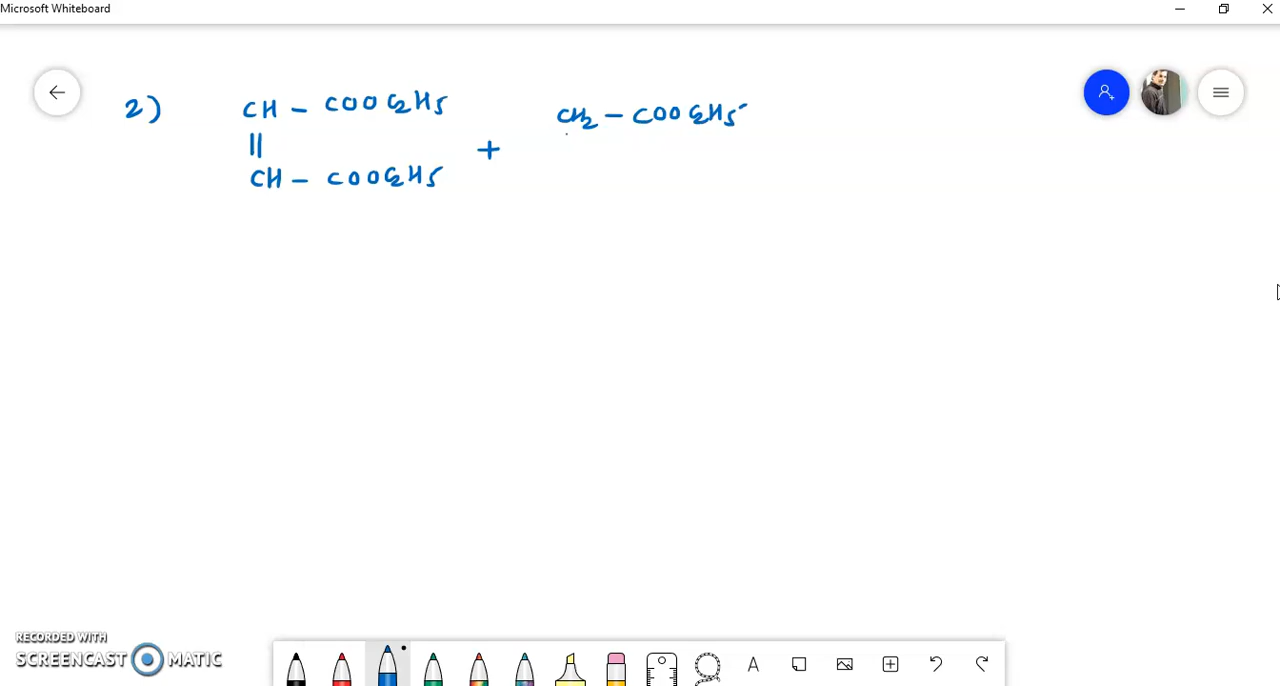 Microsoft Whiteboard
2) CH - COOC2H5 + CH2 - COOC2H5
||
CH - COOC2H5
RECORDED WITH
SCREENCAST MATIC
A